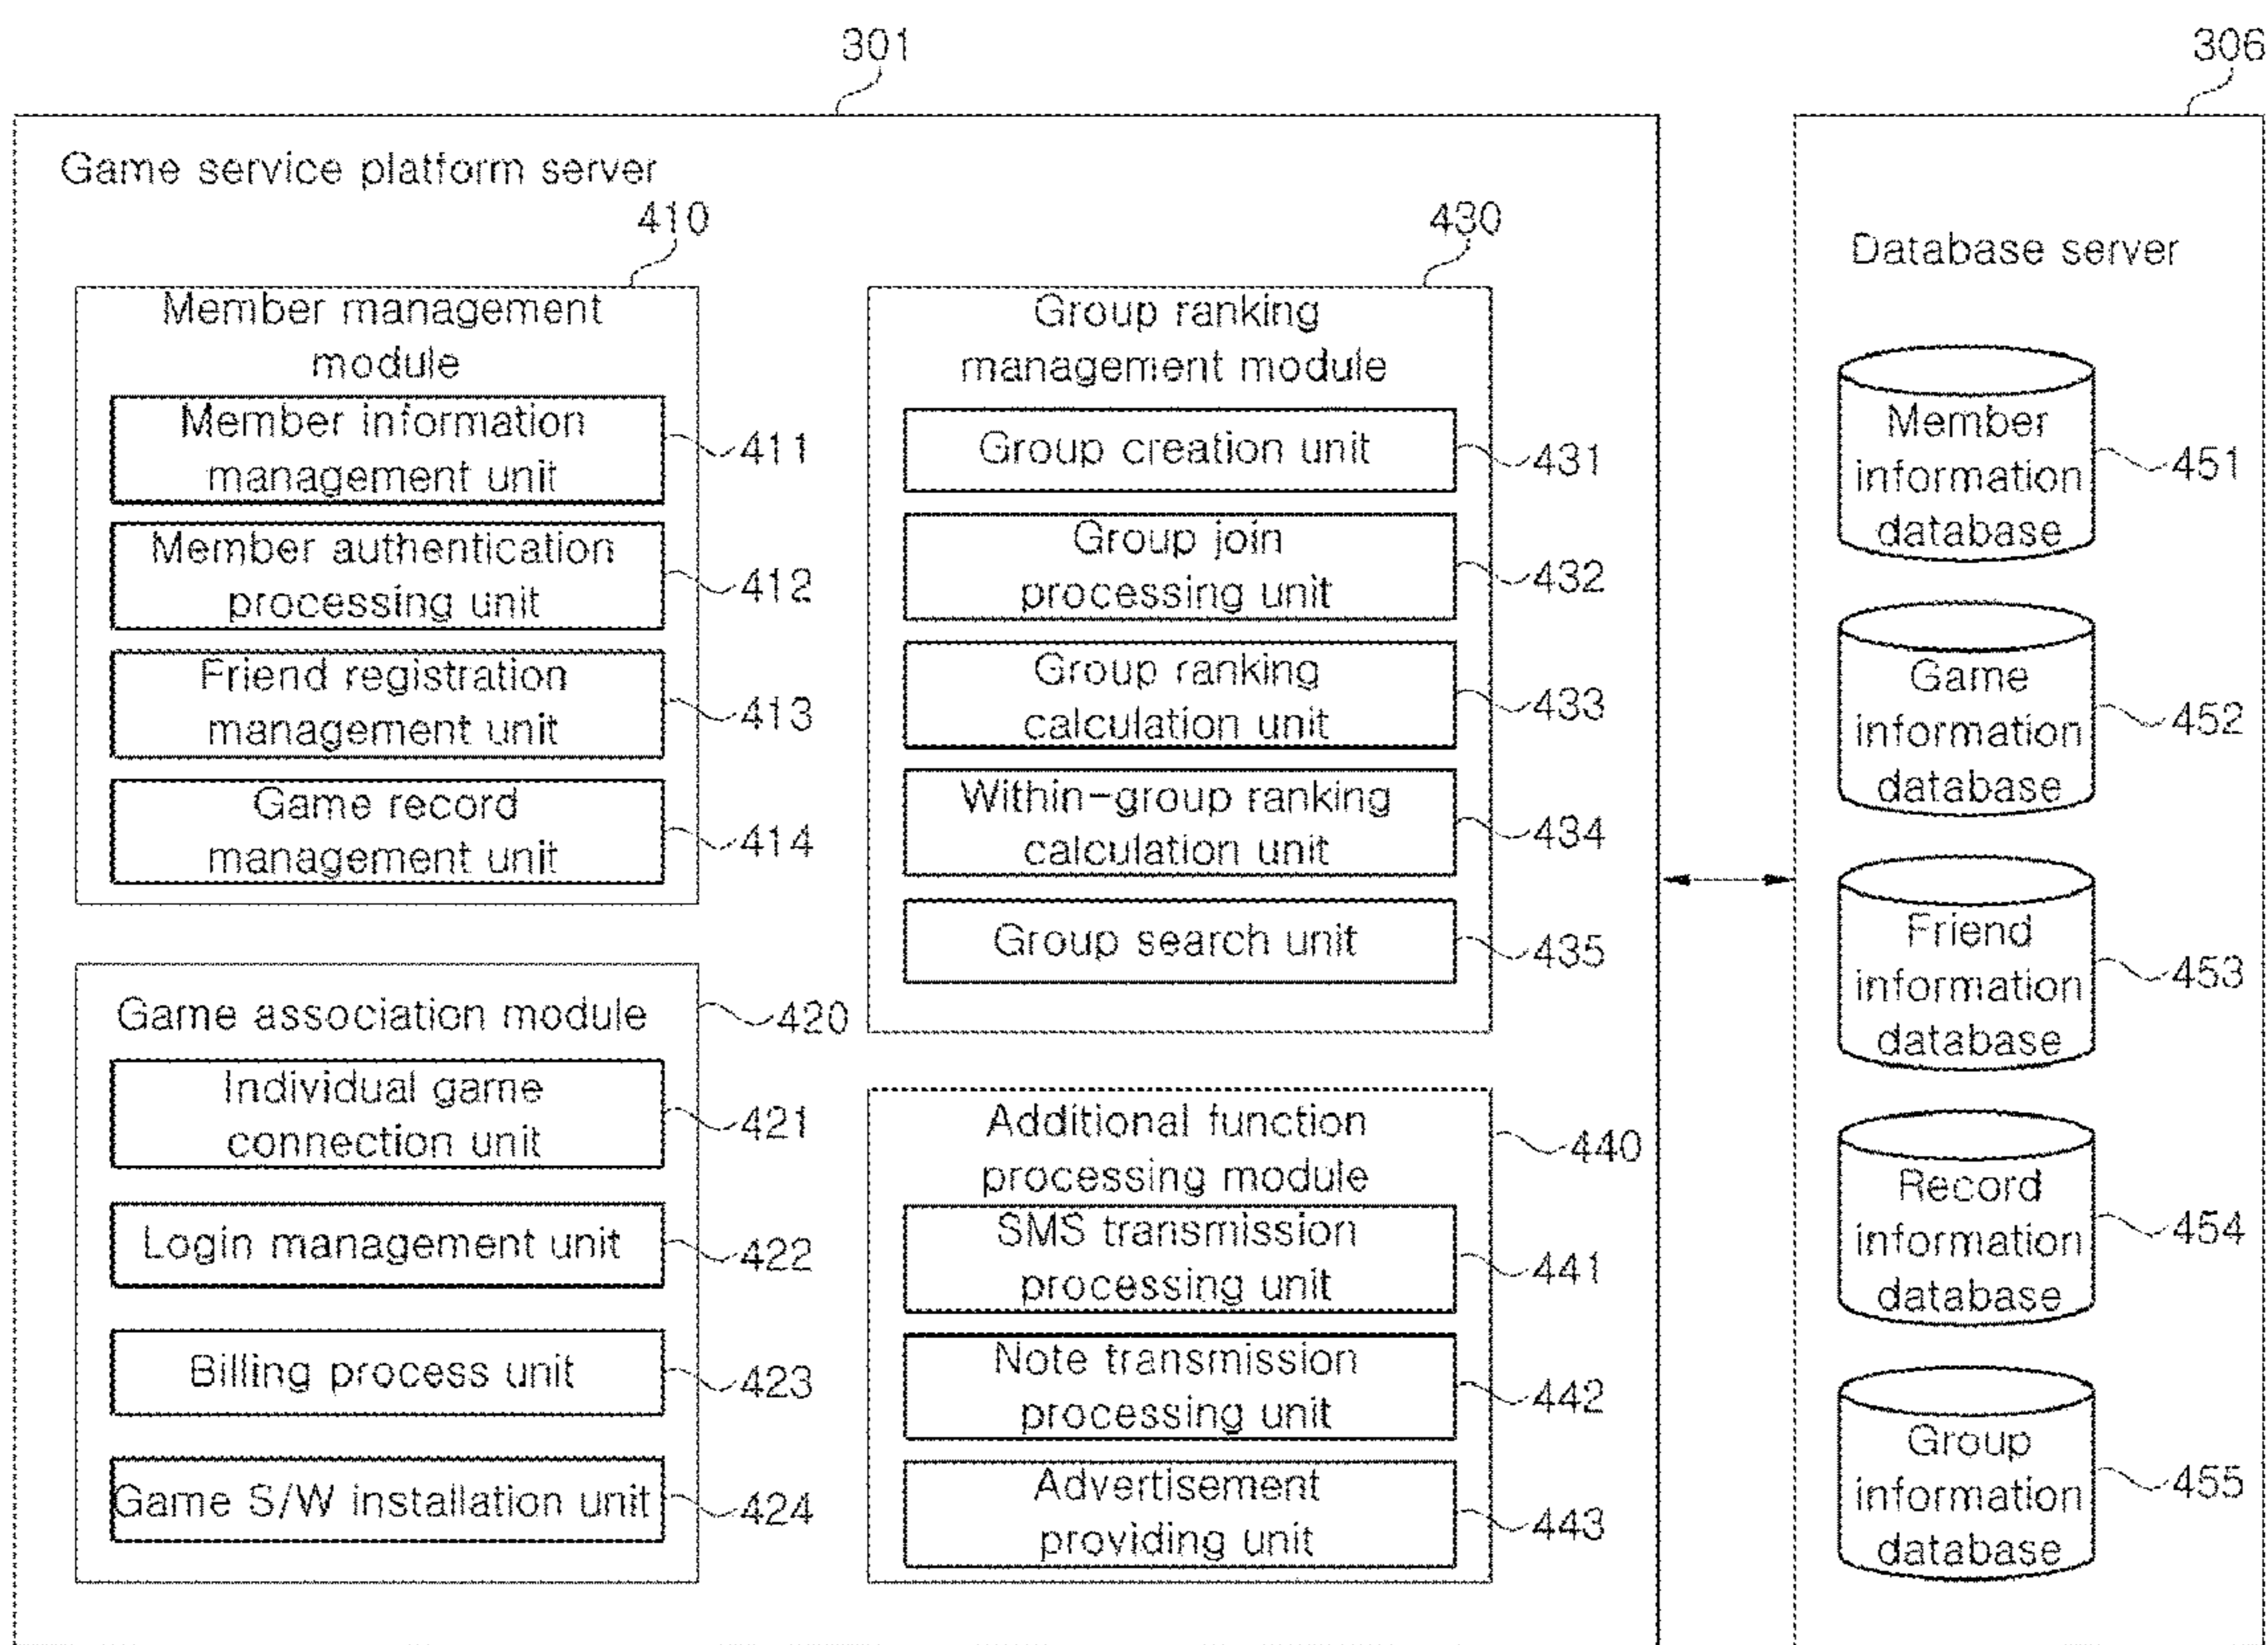 301
306
Game service platform server
410
Member management
module
Member information
management unit
411
Member authentication
processing unit
412
Friend registration
management unit
413
Game record
management unit
414
Game association module
420
Individual game
connection unit
421
Login management unit
422
Billing process unit
423
Game S/W installation unit
424
430
Group ranking
management module
Group creation unit
431
Group join
processing unit
432
Group ranking
calculation unit
433
Within-group ranking
calculation unit
434
Group search unit
435
Additional function
processing module
440
SMS transmission
processing unit
441
Note transmission
processing unit
442
Advertisement
providing unit
443
Database server
Member
information
database
451
Game
information
database
452
Friend
information
database
453
Record
information
database
454
Group
information
database
455